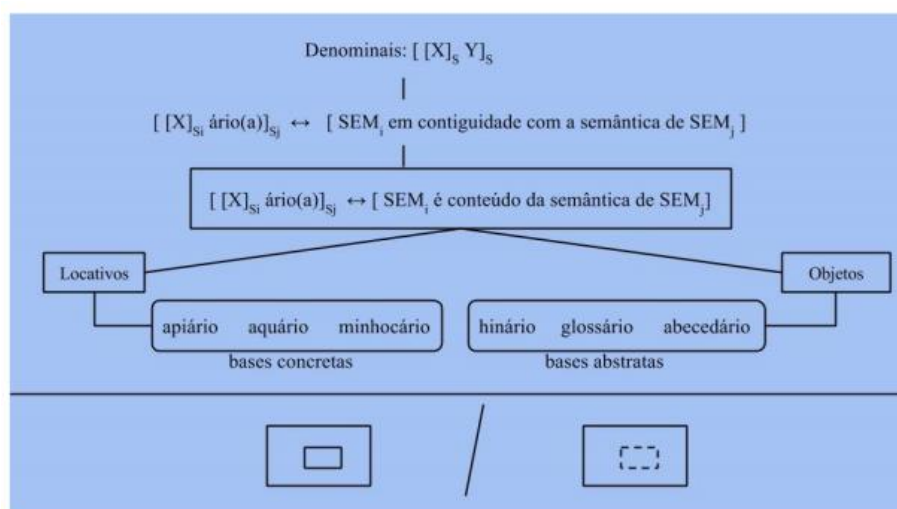 Denominais: [ [X]S Y]S
[ [X]Si ário(a)]Sj ↔ [ SEMi em contiguidade com a semântica de SEMj ]
[ [X]Si ário(a)]Sj ↔ [ SEMi é conteúdo da semântica de SEMj]
Locativos
Objetos
apiário aquário minhocário
hinário glossário abecedário
bases concretas
bases abstratas